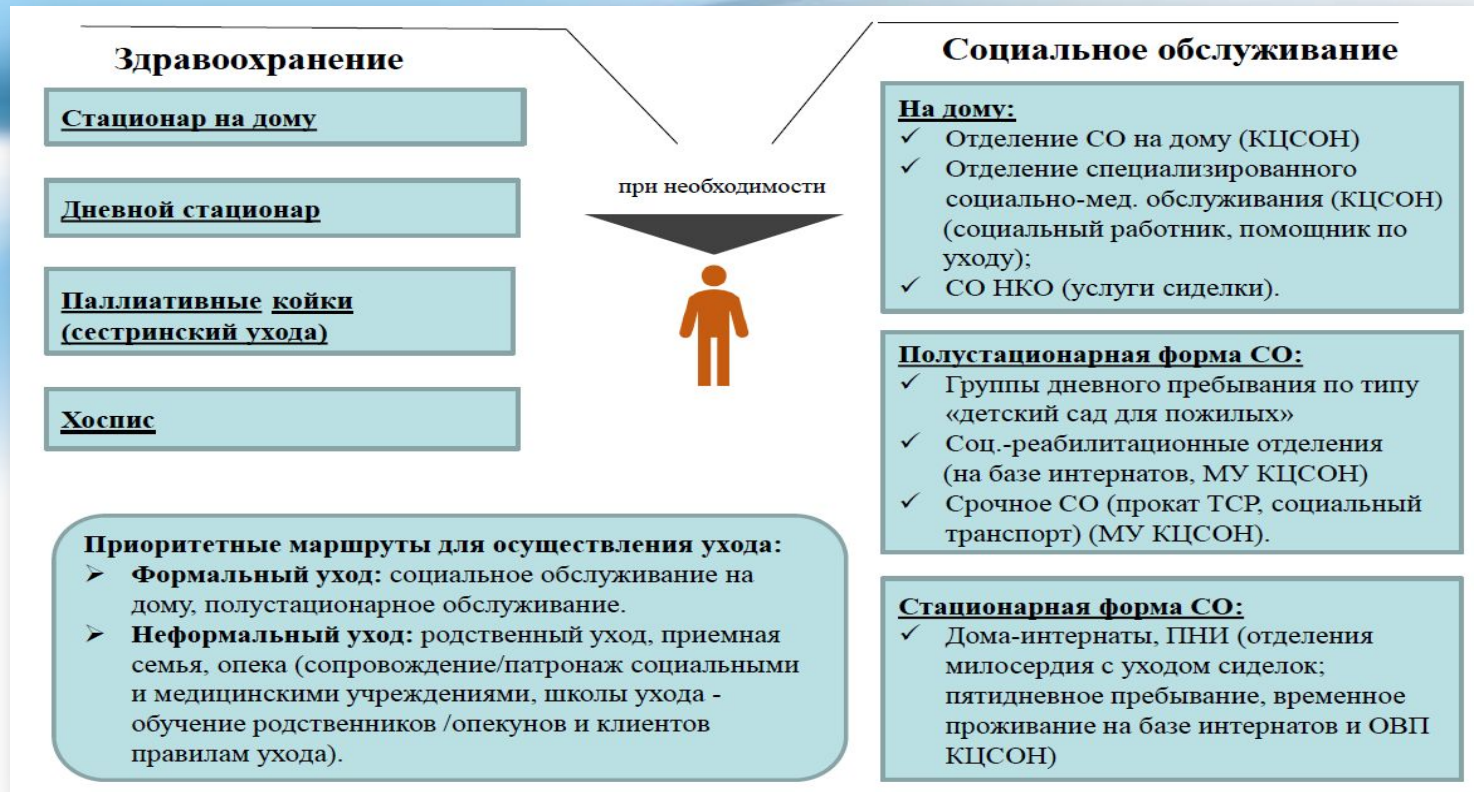 Здравоохранение
Стационар на дому
Дневной стационар
Паллиативные койки
(сестринский ухода)
Хоспис
при необходимости
Социальное обслуживание
На дому:
✓ Отделение СО на дому (КЦСОН)
✓ Отделение специализированного
социально-мед. обслуживания (КЦСОН)
(социальный работник, помощник по
уходу);
✓ СО НКО (услуги сиделки).
Полустационарная форма СО:
✓ Группы дневного пребывания по типу
«детский сад для пожилых»
✓ Соц.-реабилитационные отделения
(на базе интернатов, МУ КЦСОН)
✓ Срочное СО (прокат ТСР, социальный
транспорт) (МУ КЦСОН).
Стационарная форма СО:
✓ Дома-интернаты, ПНИ (отделения
милосердия с уходом сиделок;
пятидневное пребывание, временное
проживание на базе интернатов и ОВП
КЦСОН)
Приоритетные маршруты для осуществления ухода:
➢ Формальный уход: социальное обслуживание на
дому, полустационарное обслуживание.
➢ Неформальный уход: родственный уход, приемная
семья, опека (сопровождение/патронаж социальными
и медицинскими учреждениями, школы ухода -
обучение родственников /опекунов и клиентов
правилам ухода).